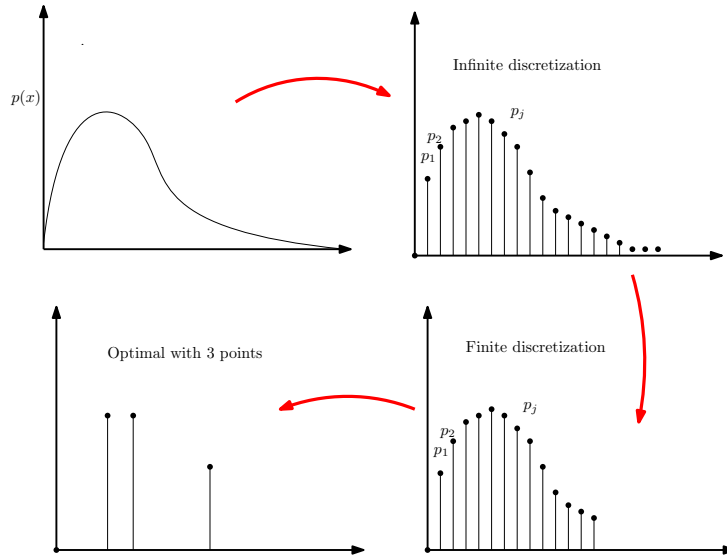 p(x)
Infinite discretization
p_j
p_2
p_1
Optimal with 3 points
Finite discretization
p_j
p_2
p_1